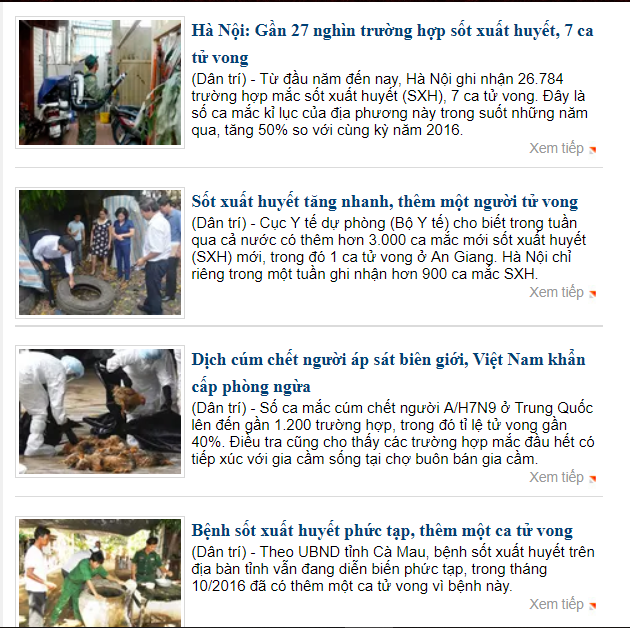 Hà Nội: Gần 27 nghìn trường hợp sốt xuất huyết, 7 ca
tử vong
(Dân trí) - Từ đầu năm đến nay, Hà Nội ghi nhận 26.784
trường hợp mắc sốt xuất huyết (SXH), 7 ca tử vong. Đây là
số ca mắc kỉ lục của địa phương này trong suốt những năm
qua, tăng 50% so với cùng kỳ năm 2016.
Xem tiếp
Sốt xuất huyết tăng nhanh, thêm một người tử vong
(Dân trí) - Cục Y tế dự phòng (Bộ Y tế) cho biết trong tuần
qua cả nước có thêm hơn 3.000 ca mắc mới sốt xuất huyết
(SXH) mới, trong đó 1 ca tử vong ở An Giang. Hà Nội chỉ
riêng trong một tuần ghi nhận hơn 900 ca mắc SXH.
Xem tiếp
Dịch cúm chết người áp sát biên giới, Việt Nam khẩn
cấp phòng ngừa
(Dân trí) - Số ca mắc cúm chết người A/H7N9 ở Trung Quốc
lên đến gần 1.200 trường hợp, trong đó tỉ lệ tử vong gần
40%. Điều tra cũng cho thấy các trường hợp mắc đầu hết có
tiếp xúc với gia cầm sống tại chợ buôn bán gia cầm.
Xem tiếp
Bệnh sốt xuất huyết phức tạp, thêm một ca tử vong
(Dân trí) - Theo UBND tỉnh Cà Mau, bệnh sốt xuất huyết trên
địa bàn tỉnh vẫn đang diễn biến phức tạp, trong tháng
10/2016 đã có thêm một ca tử vong vì bệnh này.
Xem tiếp